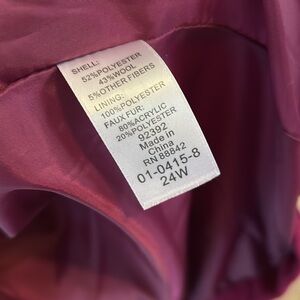 SHELL:
52%POLYESTER
43%WOOL
5%OTHER FIBERS
LINING:
100%POLYESTER
FAUX FUR:
80%ACRYLIC
20%POLYESTER
92392
Made in
China
RN 88842
01-0415-8
24W